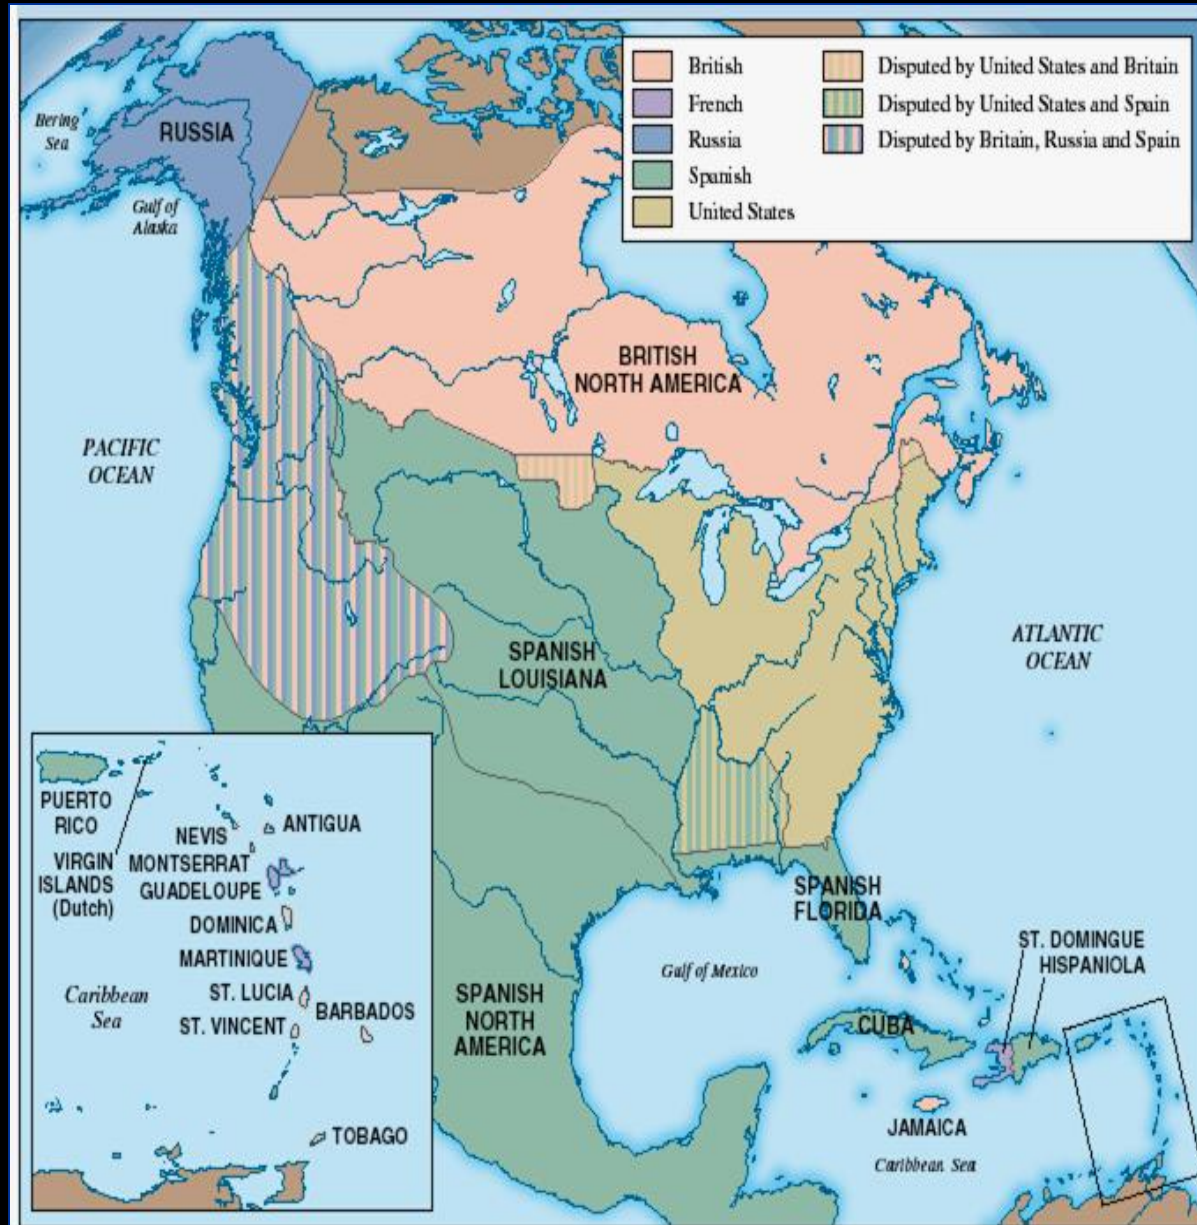 British
French
Russia
Spanish
United States
Disputed by United States and Britain
Disputed by United States and Spain
Disputed by Britain, Russia and Spain
Bering
Sea
RUSSIA
Gulf of
Alaska
BRITISH
NORTH AMERICA
PACIFIC
OCEAN
ATLANTIC
OCEAN
SPANISH
LOUISIANA
SPANISH
FLORIDA
Gulf of Mexico
SPANISH
NORTH
AMERICA
ST. DOMINGUE
HISPANIOLA
CUBA
JAMAICA
Caribbean Sea
PUERTO
RICO
VIRGIN
ISLANDS
(Dutch)
NEVIS
ANTIGUA
MONTSERRAT
GUADELOUPE
DOMINICA
MARTINIQUE
ST. LUCIA
BARBADOS
ST. VINCENT
Caribbean
Sea
TOBAGO